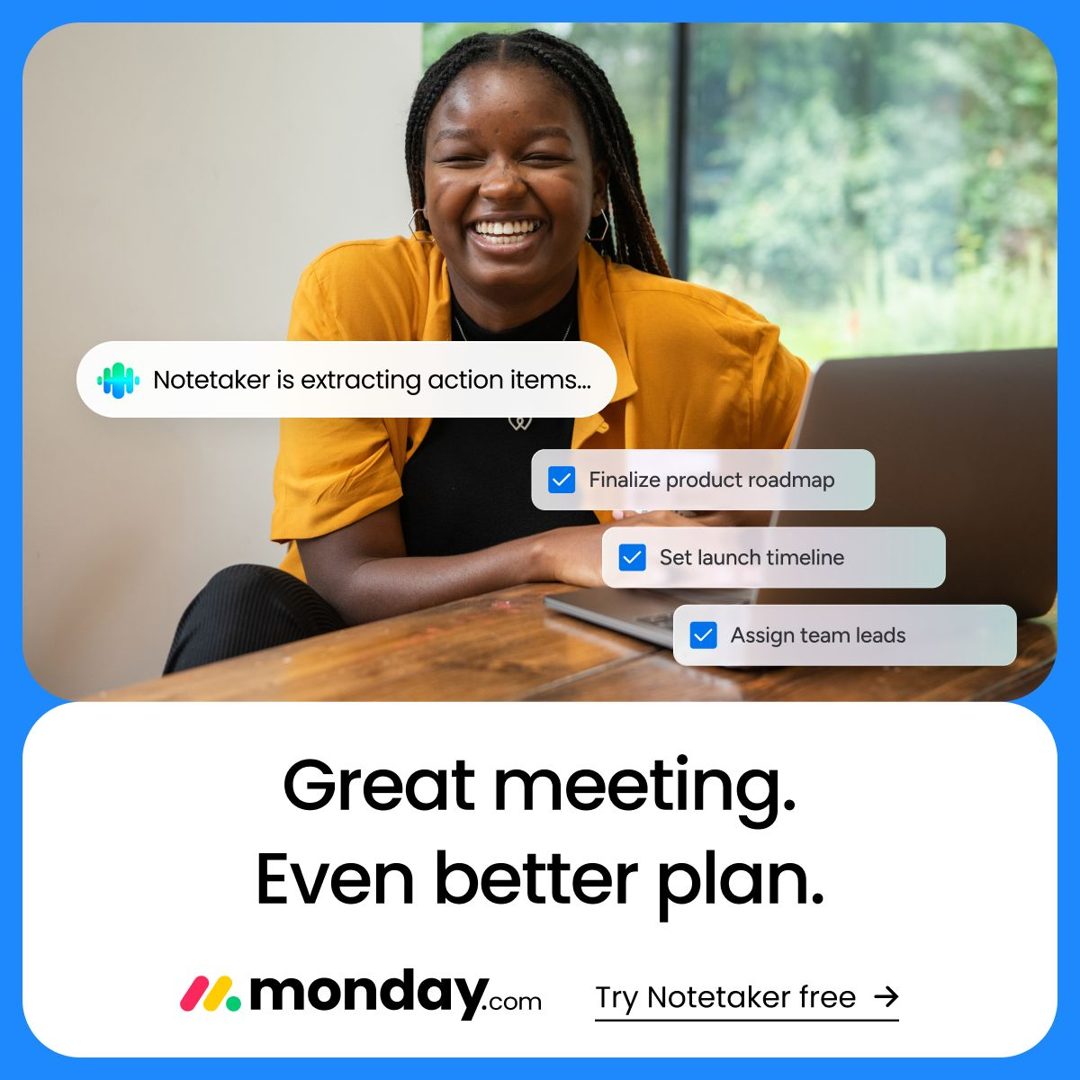 Notetaker is extracting action items...
Finalize product roadmap
Set launch timeline
Assign team leads
Great meeting.
Even better plan.
monday.com
Try Notetaker free →